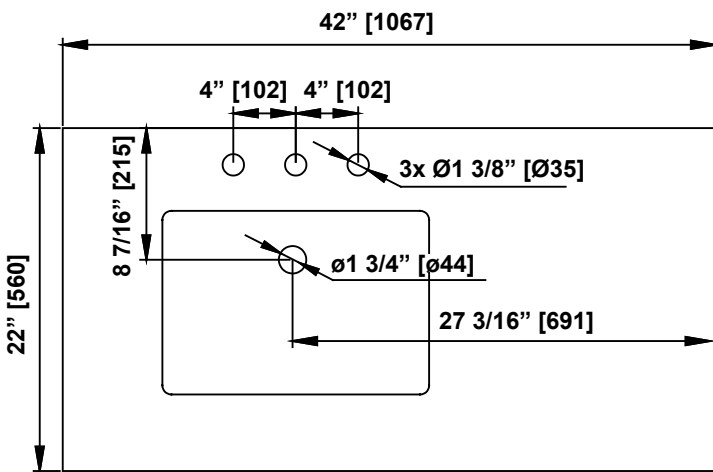 42” [1067]
4” [102]
4” [102]
8 7/16” [215]
3x Ø1 3/8” [Ø35]
ø1 3/4” [ø44]
22” [560]
27 3/16” [691]